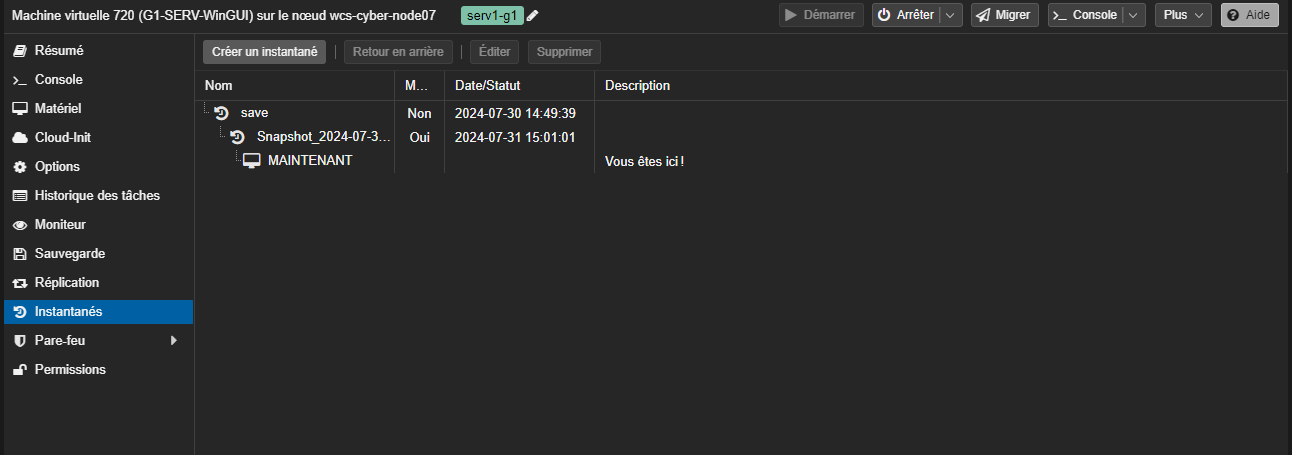 Machine virtuelle 720 (G1-SERV-WinGUI) sur le nœud wcs-cyber-node07 serv1-g1 Démarrer Arrêter Migrer Console Plus Aide
Résumé
Console
Matériel
Cloud-Init
Options
Historique des tâches
Moniteur
Sauvegarde
Réplication
Instantanés
Pare-feu
Permissions
Créer un instantané Retour en arrière Éditer Supprimer
Nom M... Date/Statut Description
save Non 2024-07-30 14:49:39
Snapshot_2024-07-3... Oui 2024-07-31 15:01:01
MAINTENANT Vous êtes ici !